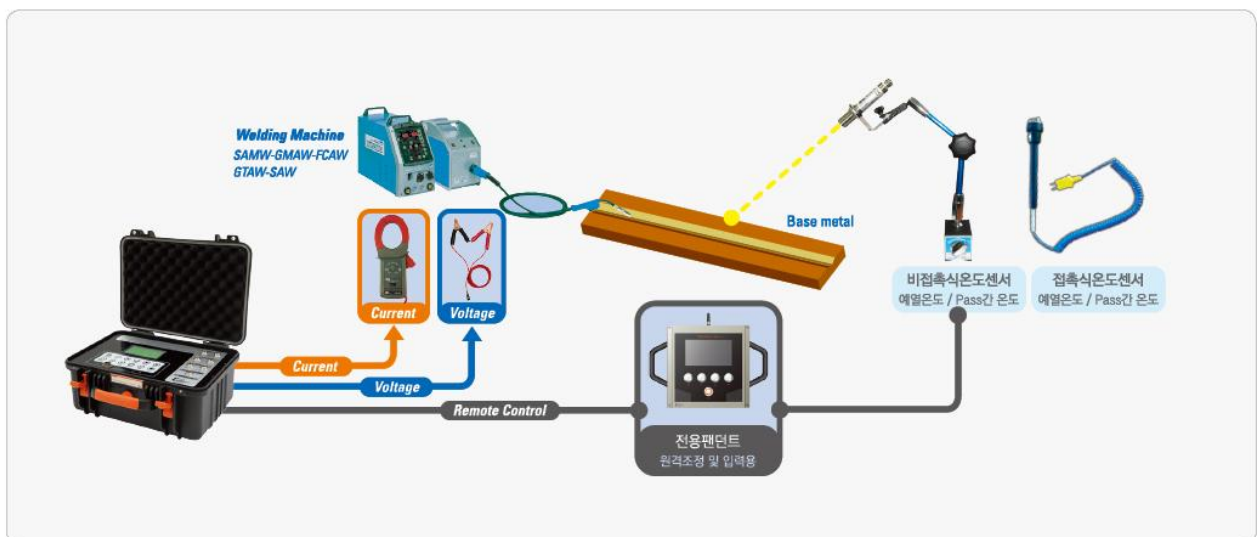 Welding Machine
SAMW-GMAW-FCAW
GTAW-SAW
Base metal
Current
Voltage
비접촉식온도센서
예열온도 / Pass간 온도
접촉식온도센서
예열온도 / Pass간 온도
Current
Voltage
Remote Control
전용팬던트
원격조정 및 입력용